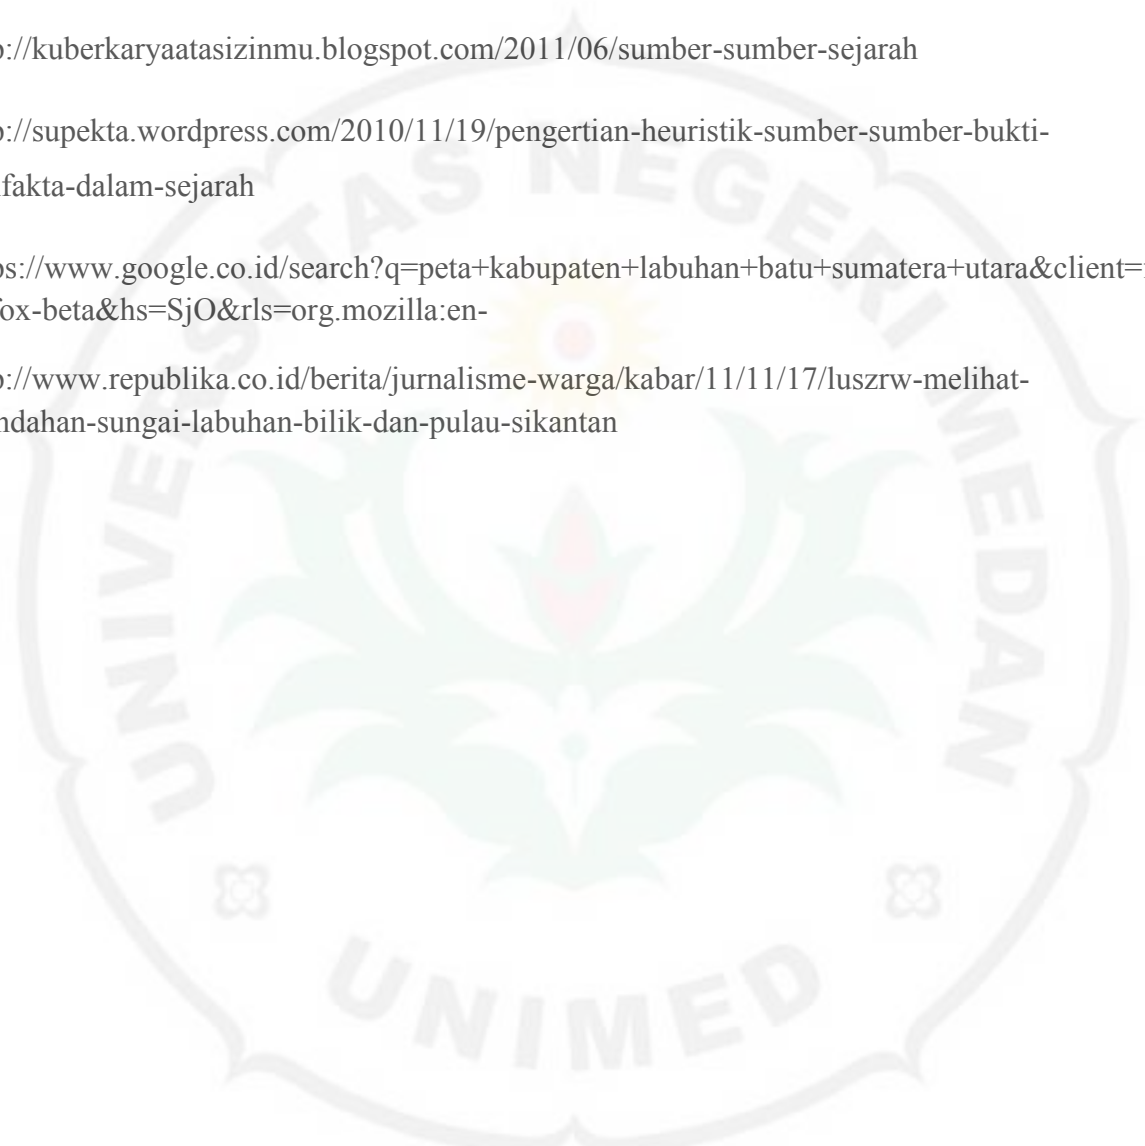 p://kuberkaryaatasizinmu.blogspot.com/2011/06/sumber-sumber-sejarah
p://supekta.wordpress.com/2010/11/19/pengertian-heuristik-sumber-sumber-bukti-
fakta-dalam-sejarah
ps://www.google.co.id/search?q=peta+kabupaten+labuhan+batu+sumatera+utara&client=
fox-beta&hs=SjO&rls=org.mozilla:en-
p://www.republika.co.id/berita/jurnalisme-warga/kabar/11/11/17/luszrw-melihat-
ndahan-sungai-labuhan-bilik-dan-pulau-sikantan
UNIVERSITAS NEGERI MEDAN
UNIMED